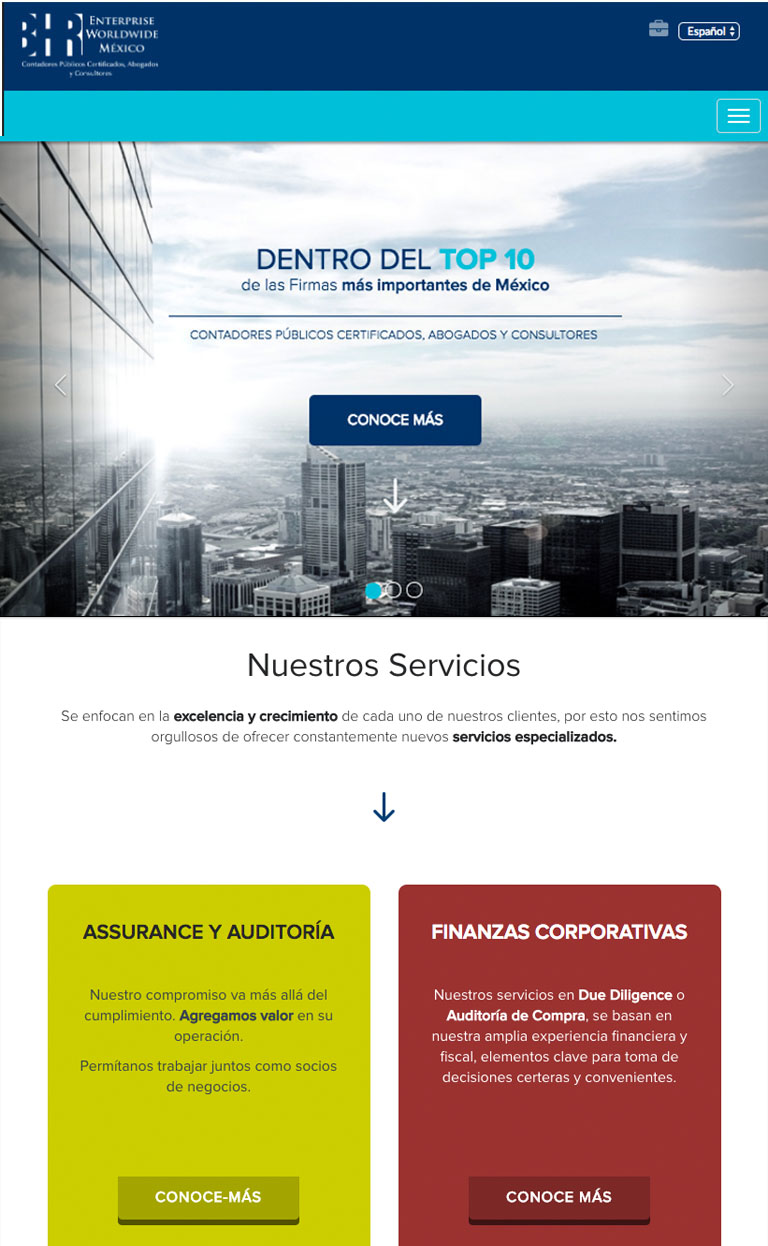 BHR
ENTERPRISE
WORLDWIDE
MÉXICO
Contadores Públicos Certificados, Abogados
y Consultores
Español
DENTRO DEL TOP 10
de las Firmas más importantes de México
CONTADORES PÚBLICOS CERTIFICADOS, ABOGADOS Y CONSULTORES
CONOCE MÁS
Nuestros Servicios
Se enfocan en la excelencia y crecimiento de cada uno de nuestros clientes, por esto nos sentimos
orgullosos de ofrecer constantemente nuevos servicios especializados.
ASSURANCE Y AUDITORÍA
Nuestro compromiso va más allá del
cumplimiento. Agregamos valor en su
operación.
Permítanos trabajar juntos como socios
de negocios.
CONOCE-MÁS
FINANZAS CORPORATIVAS
Nuestros servicios en Due Diligence o
Auditoría de Compra, se basan en
nuestra amplia experiencia financiera y
fiscal, elementos clave para toma de
decisiones certeras y convenientes.
CONOCE MÁS